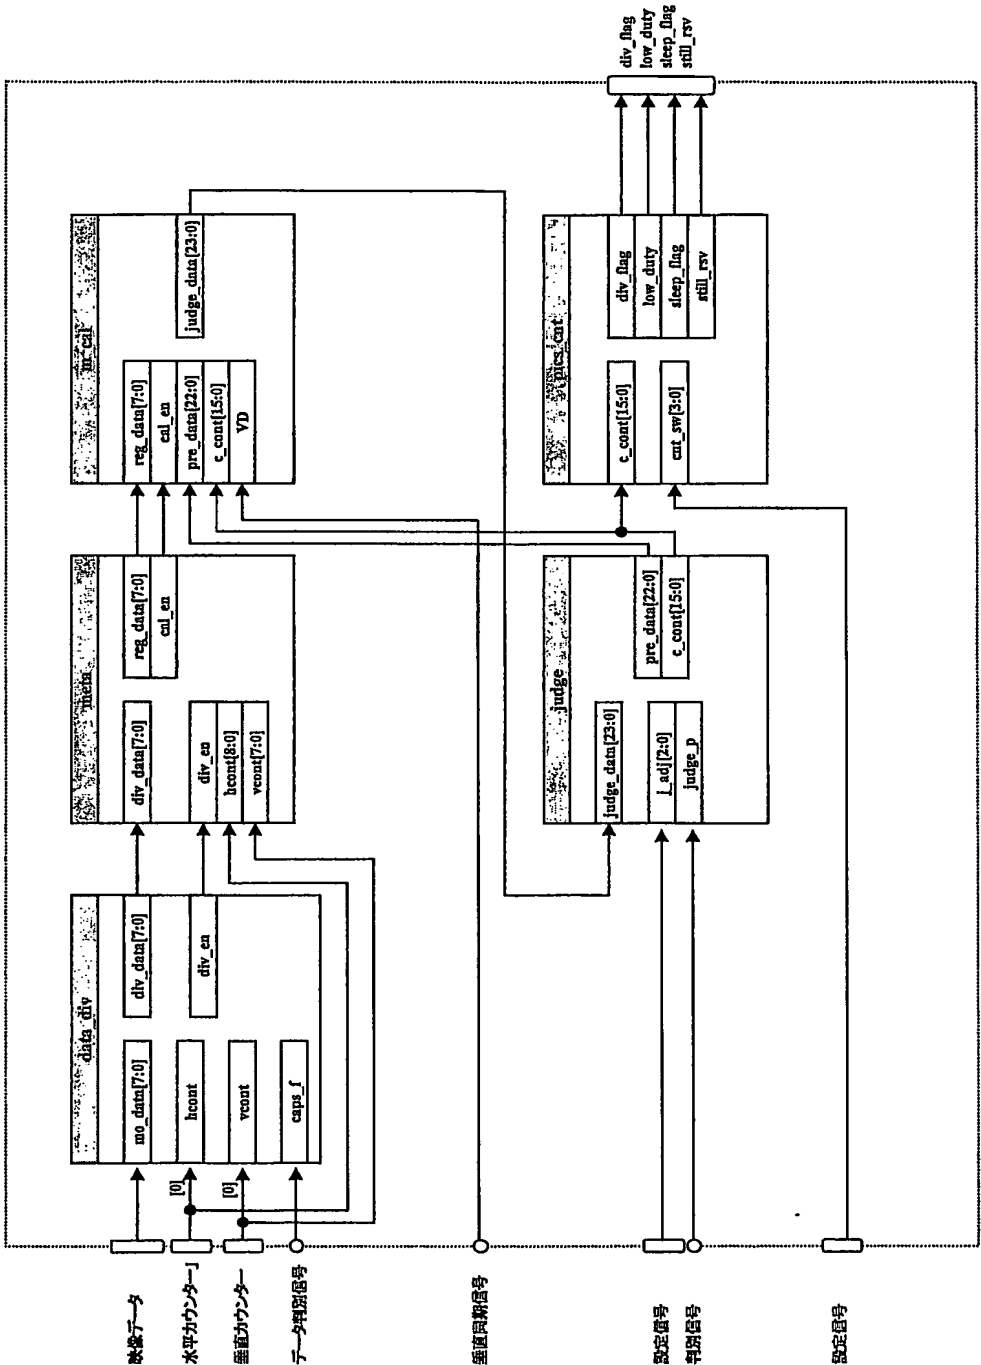 映像データ
水平カウンター]
垂直カウンター
データ判別信号
垂直同期信号
設定信号
判別信号
設定信号
[0]
[0]
data_div
mo_data[7:0]
hcont
vcont
caps_f
div_data[7:0]
div_en
meta
div_data[7:0]
div_en
hcont[8:0]
vcont[7:0]
reg_data[7:0]
cal_en
m_cal
reg_data[7:0]
cal_en
pre_data[22:0]
c_cont[15:0]
VD
judge_data[23:0]
judge
judge_data[23:0]
j_adj[2:0]
judge_p
pre_data[22:0]
c_cont[15:0]
pics_cnt
c_cont[15:0]
cnt_sw[3:0]
div_flag
low_duty
sleep_flag
still_rsv
div_flag
low_duty
sleep_flag
still_rsv